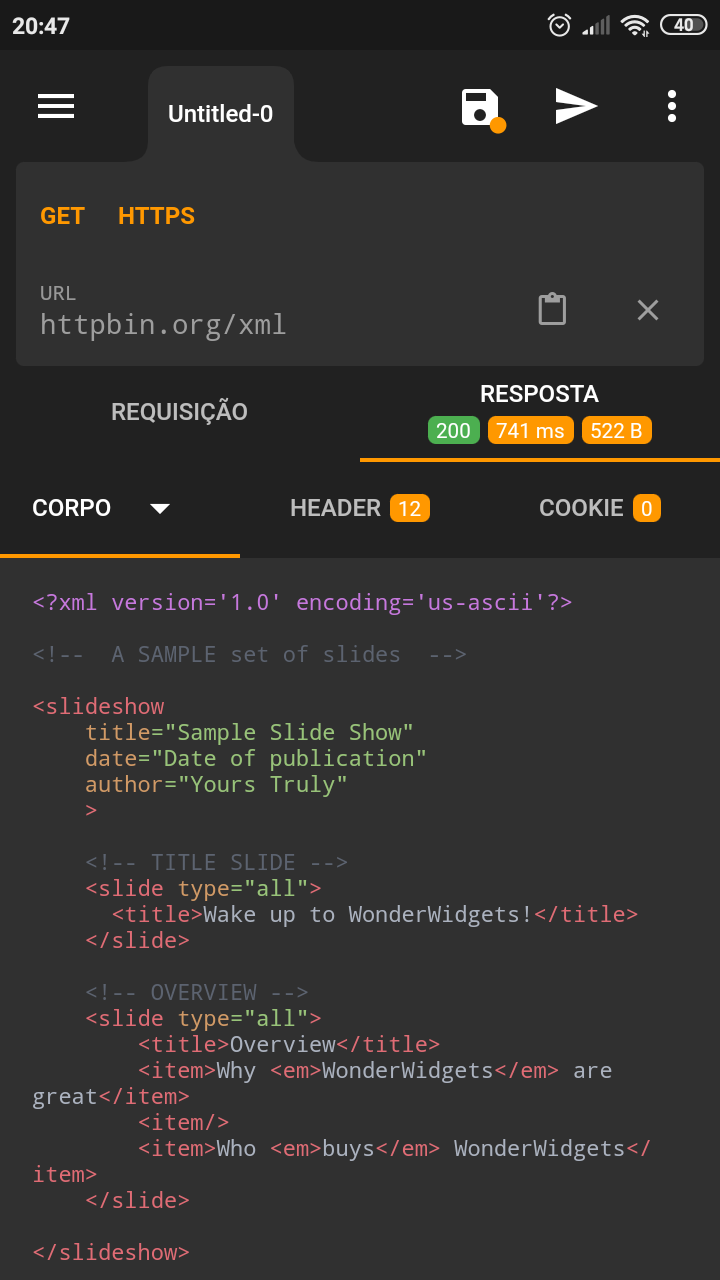 20:47
40
Untitled-0
GET HTTPS
URL
httpbin.org/xml
REQUISIÇÃO
RESPOSTA
200 741 ms 522 B
CORPO HEADER 12 COOKIE 0
<?xml version='1.0' encoding='us-ascii'?>
<!--  A SAMPLE set of slides  -->
<slideshow
    title="Sample Slide Show"
    date="Date of publication"
    author="Yours Truly"
    >
    <!-- TITLE SLIDE -->
    <slide type="all">
      <title>Wake up to WonderWidgets!</title>
    </slide>
    <!-- OVERVIEW -->
    <slide type="all">
        <title>Overview</title>
        <item>Why <em>WonderWidgets</em> are
great</item>
        <item/>
        <item>Who <em>buys</em> WonderWidgets</
item>
    </slide>
</slideshow>